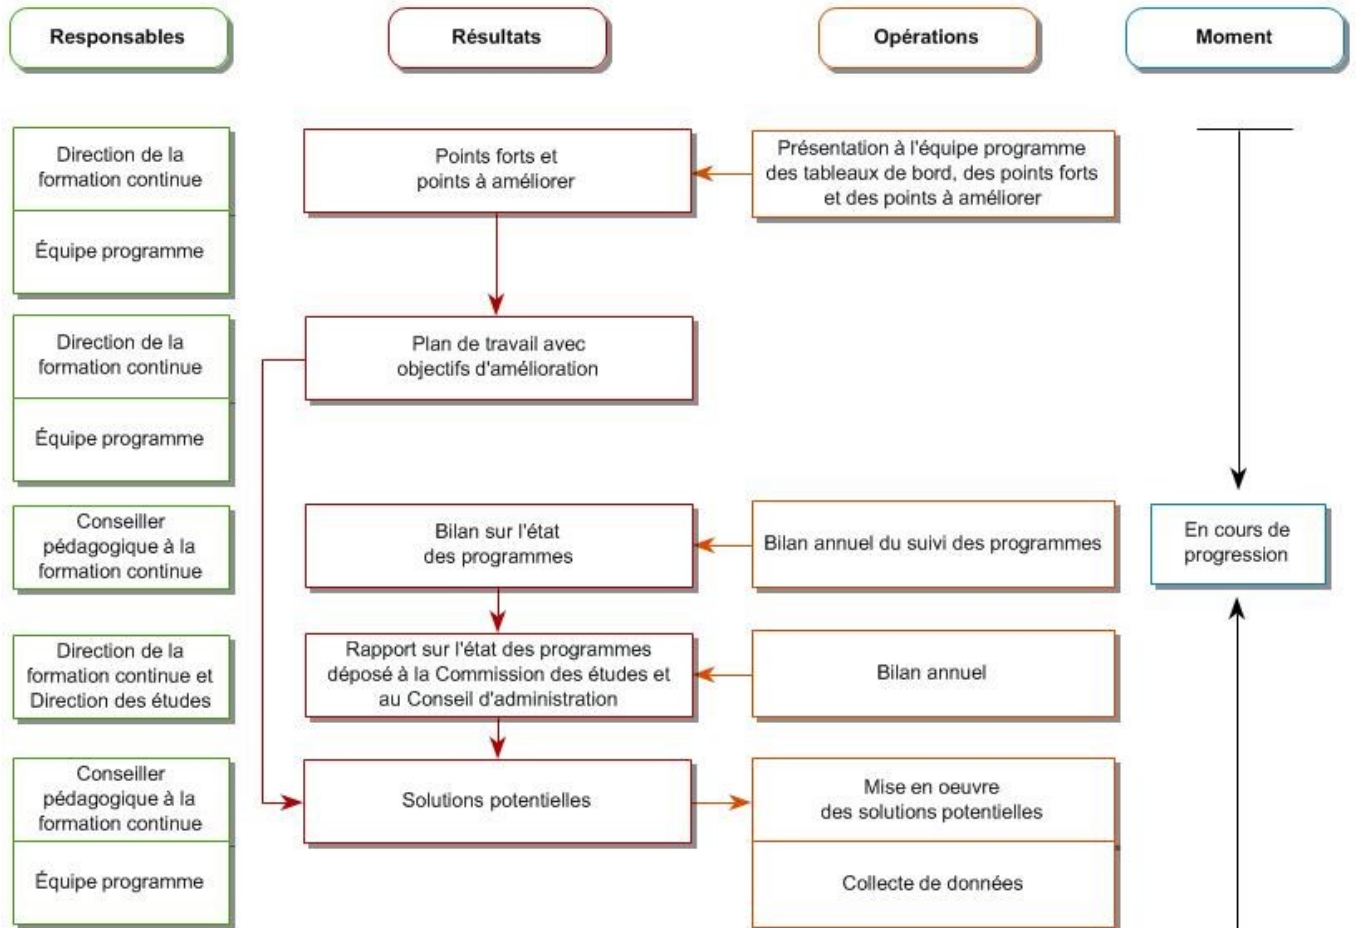 Responsables
Résultats
Opérations
Moment
Direction de la
formation continue
Équipe programme
Points forts et
points à améliorer
Présentation à l'équipe programme
des tableaux de bord, des points forts
et des points à améliorer
Direction de la
formation continue
Équipe programme
Plan de travail avec
objectifs d'amélioration
Conseiller
pédagogique à la
formation continue
Bilan sur l'état
des programmes
Bilan annuel du suivi des programmes
En cours de
progression
Direction de la
formation continue et
Direction des études
Rapport sur l'état des programmes
déposé à la Commission des études et
au Conseil d'administration
Bilan annuel
Conseiller
pédagogique à la
formation continue
Équipe programme
Solutions potentielles
Mise en oeuvre
des solutions potentielles
Collecte de données